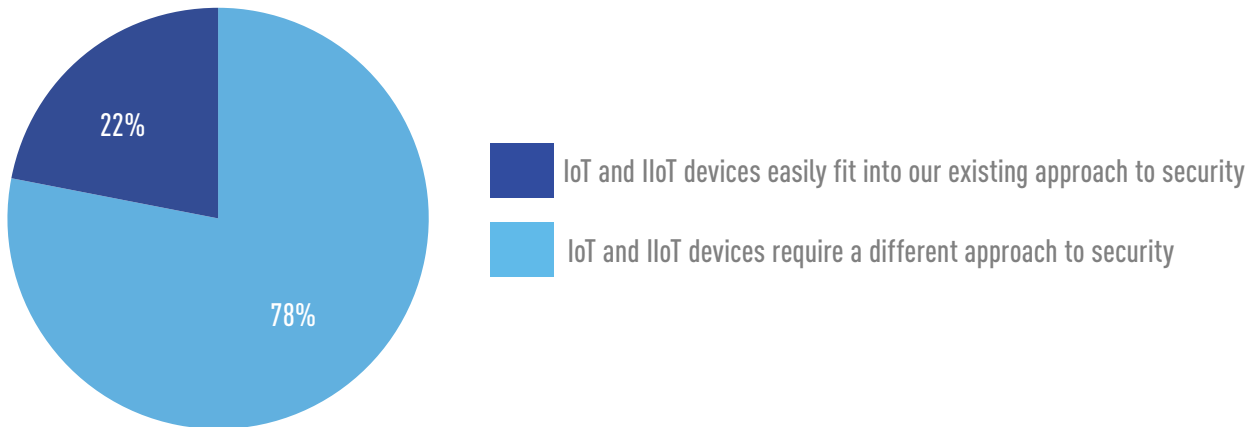 22%
IoT and IIoT devices easily fit into our existing approach to security
IoT and IIoT devices require a different approach to security
78%